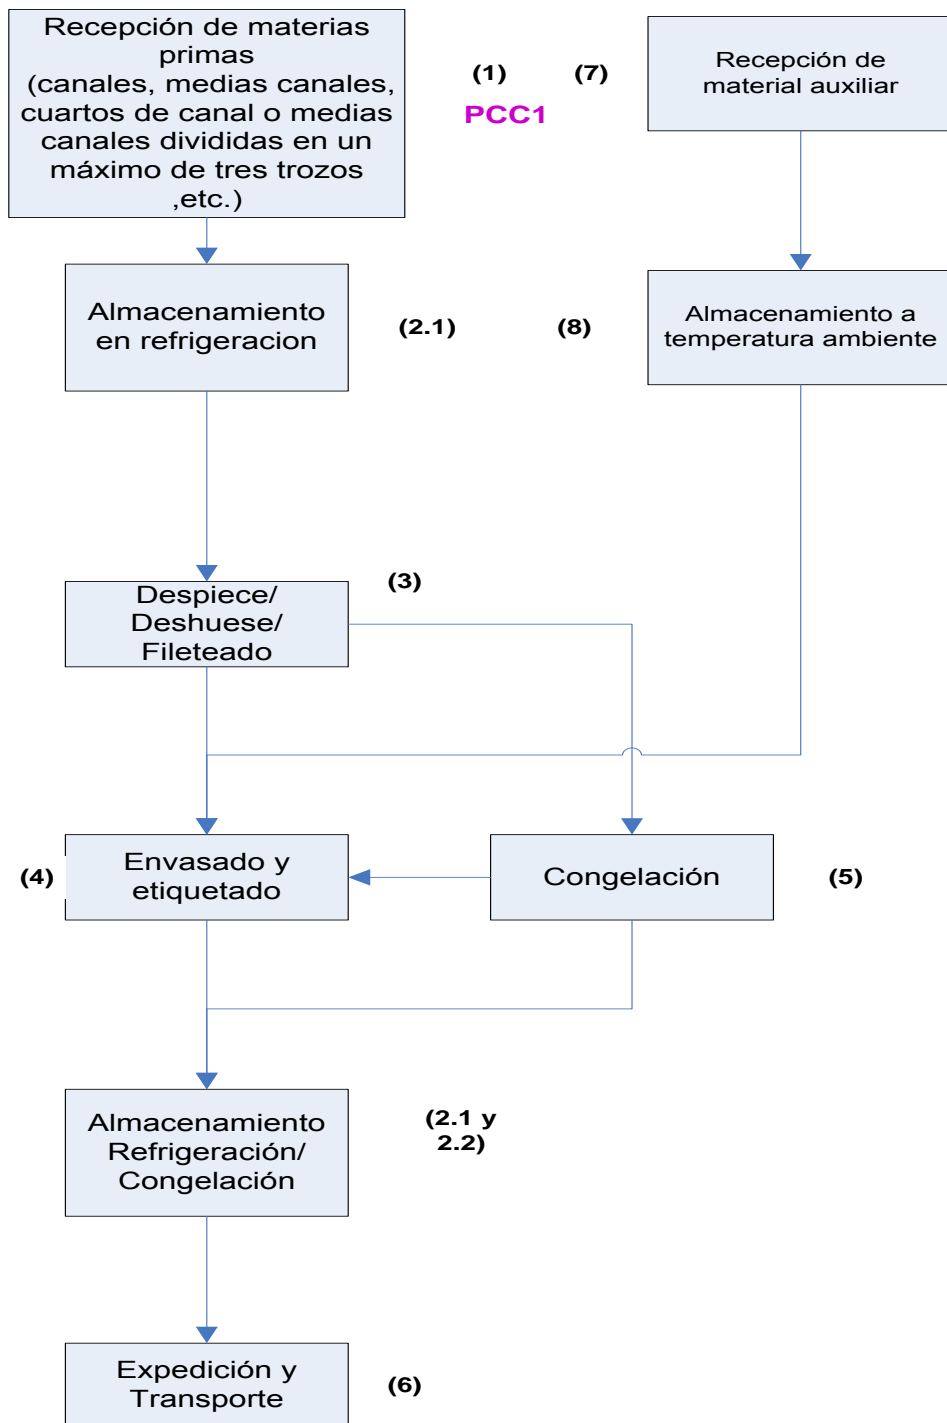 Recepción de materias
primas
(canales, medias canales,
cuartos de canal o medias
canales divididas en un
máximo de tres trozos
,etc.)
(1)
PCC1
(7)
Recepción de
material auxiliar
Almacenamiento
en refrigeracion
(2.1)
(8)
Almacenamiento a
temperatura ambiente
Despiece/
Deshuese/
Fileteado
(3)
(4)
Envasado y
etiquetado
Congelación
(5)
Almacenamiento
Refrigeración/
Congelación
(2.1 y
2.2)
Expedición y
Transporte
(6)